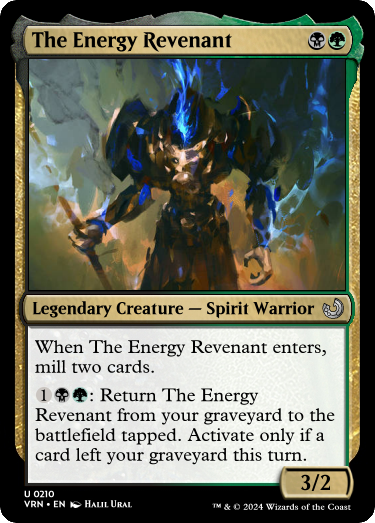 The Energy Revenant
Legendary Creature — Spirit Warrior
When The Energy Revenant enters,
mill two cards.
1: Return The Energy
Revenant from your graveyard to the
battlefield tapped. Activate only if a
card left your graveyard this turn.
3/2
U 0210
VRN • EN Halil Ural
™ & © 2024 Wizards of the Coast